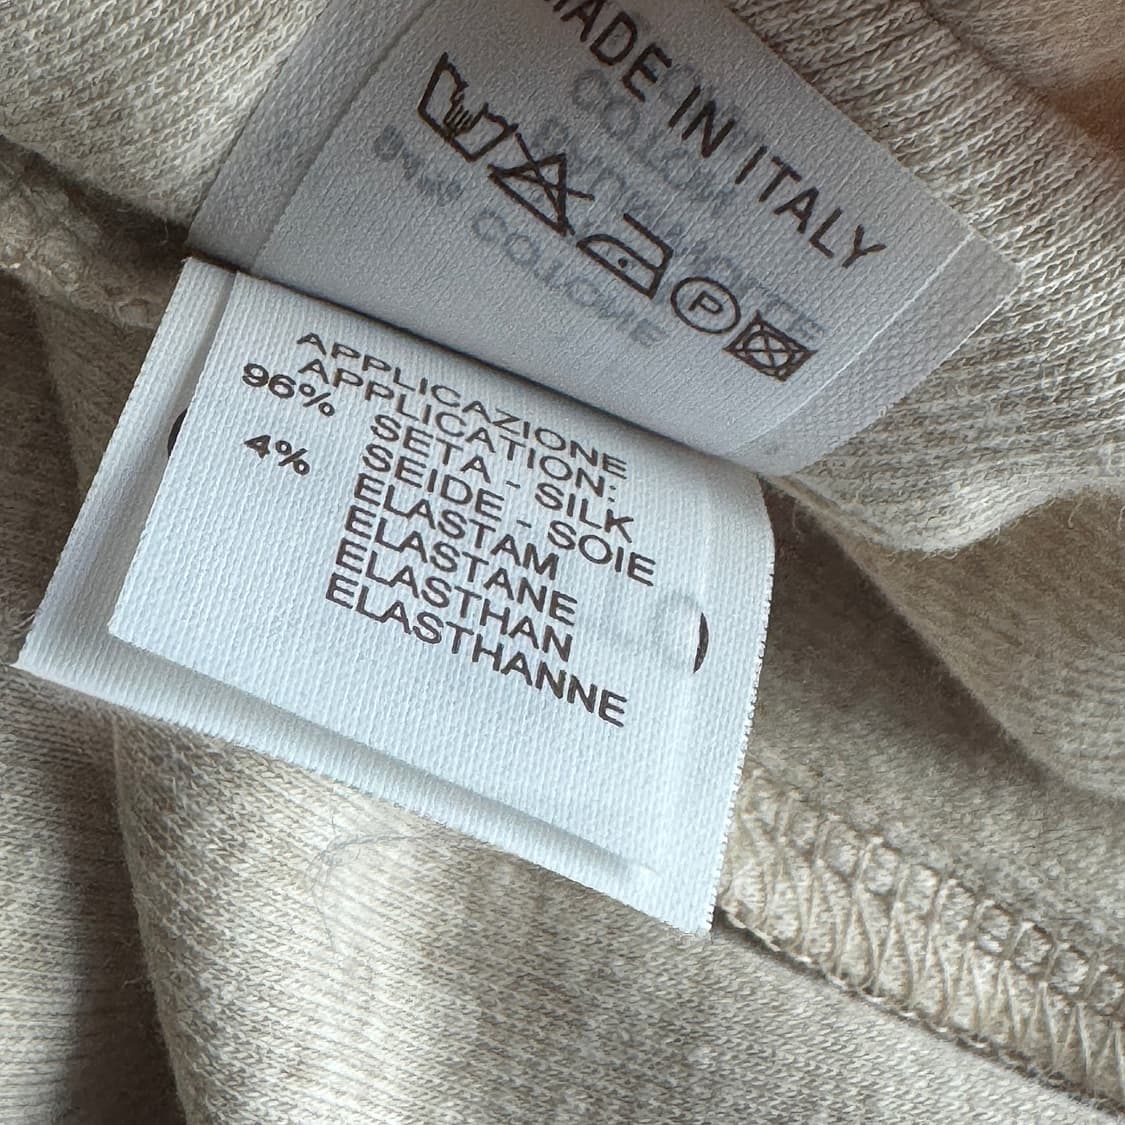 MADE IN ITALY
P
APPLICAZIONE
APPLICATION:
96% SETA - SILK
SEIDE - SOIE
4% ELASTAM
ELASTANE
ELASTHAN
ELASTHANNE